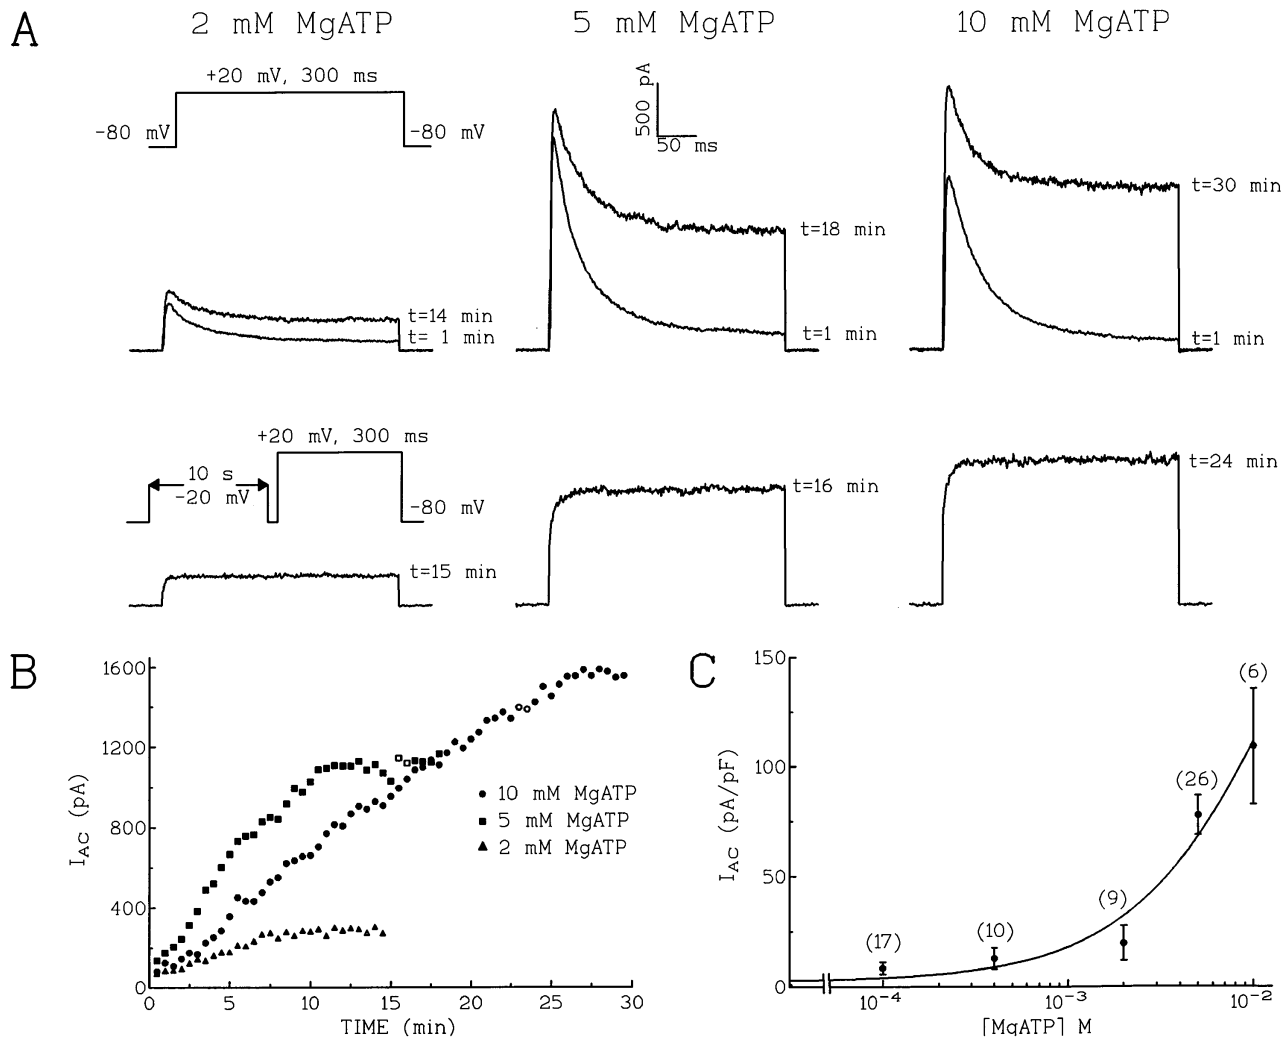 A
2 mM MgATP
5 mM MgATP
10 mM MgATP
+20 mV, 300 ms
-80 mV
-80 mV
500 pA
50 ms
t=14 min
t= 1 min
t=18 min
t=1 min
t=30 min
t=1 min
+20 mV, 300 ms
10 s
-20 mV
-80 mV
t=15 min
t=16 min
t=24 min
B
1600
1200
800
400
0
I_AC (pA)
0 5 10 15 20 25 30
TIME (min)
● 10 mM MgATP
■ 5 mM MgATP
▲ 2 mM MgATP
C
150
100
50
0
I_AC (pA/pF)
(17)
(10)
(9)
(26)
(6)
10⁻⁴ 10⁻³ 10⁻²
[MgATP] M